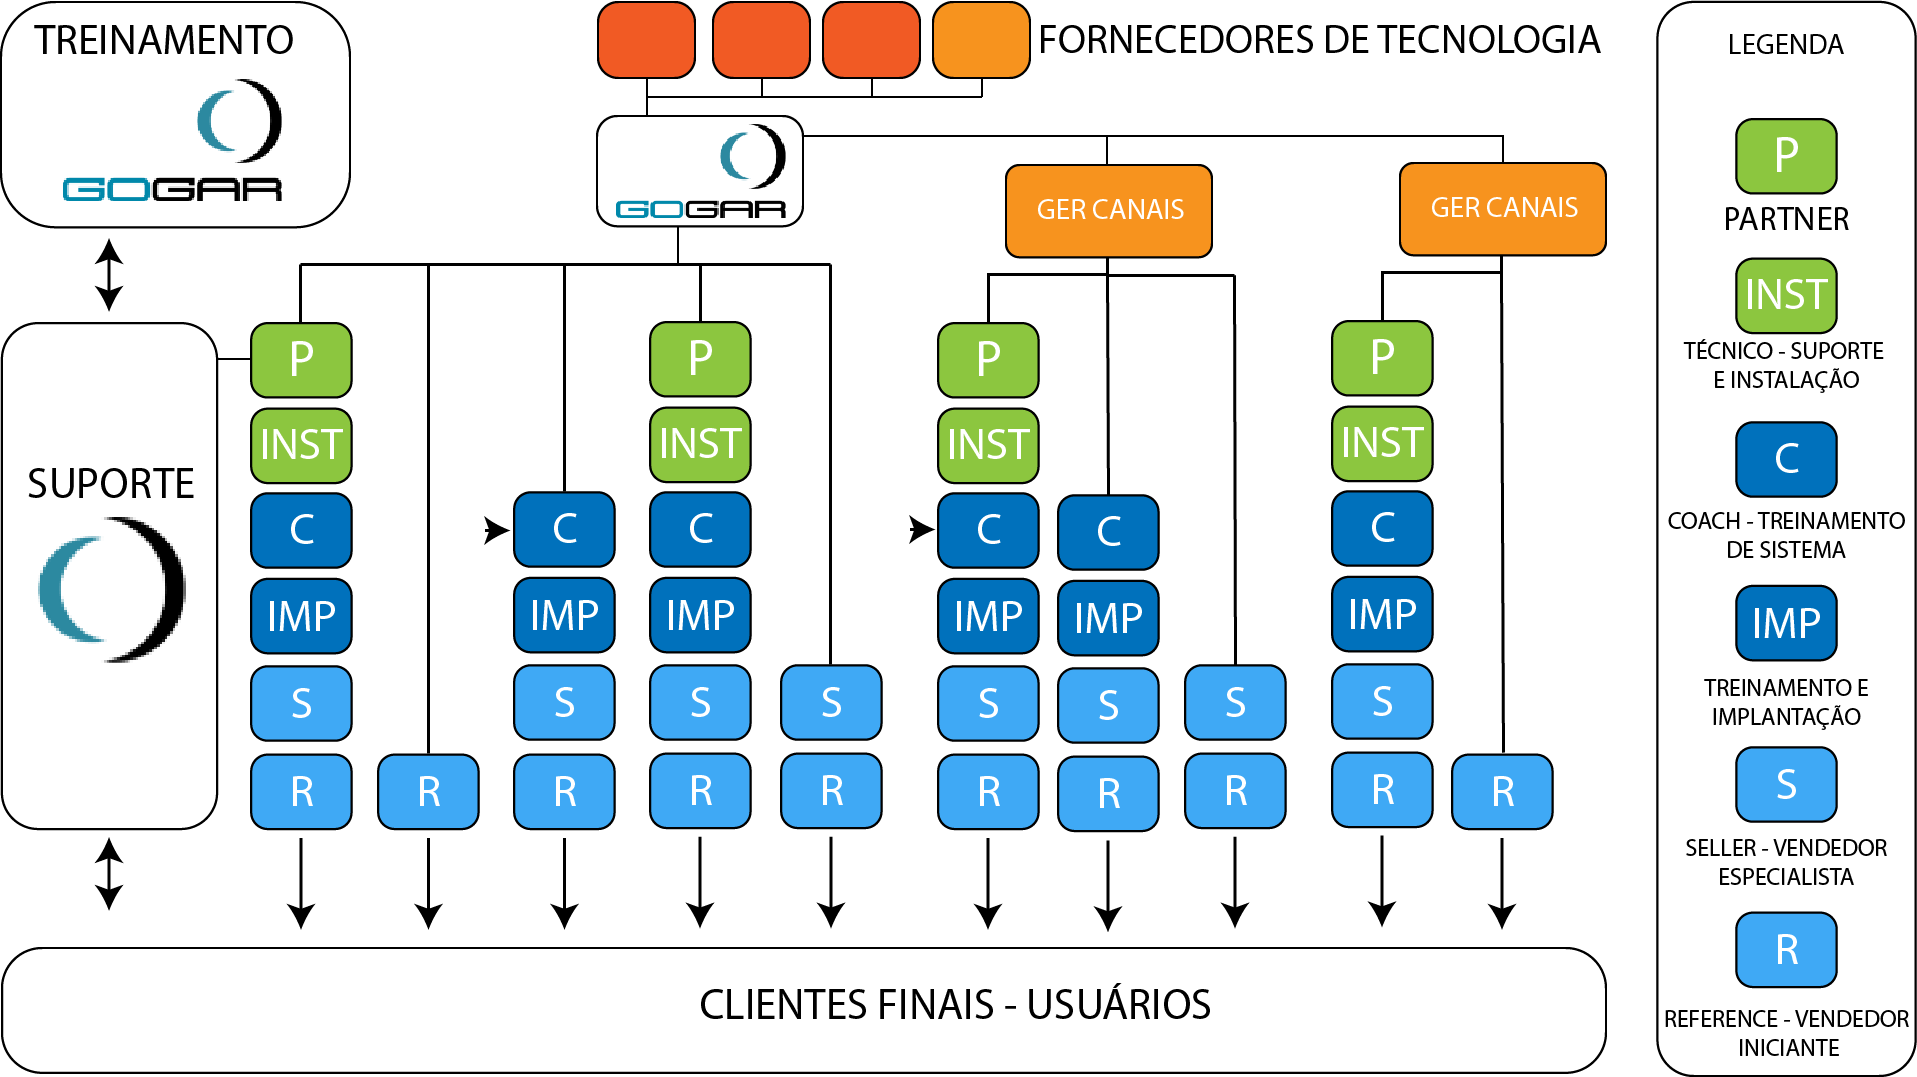 TREINAMENTO
GOGAR
FORNECEDORES DE TECNOLOGIA
GOGAR
GER CANAIS
GER CANAIS
P
P
P
P
INST
INST
INST
INST
SUPORTE
C
C
C
C
C
C
IMP
IMP
IMP
IMP
IMP
IMP
S
S
S
S
S
S
S
S
R
R
R
R
R
R
R
R
R
R
CLIENTES FINAIS - USUÁRIOS
LEGENDA
P
PARTNER
INST
TÉCNICO - SUPORTE
E INSTALAÇÃO
C
COACH - TREINAMENTO
DE SISTEMA
IMP
TREINAMENTO E
IMPLANTAÇÃO
S
SELLER - VENDEDOR
ESPECIALISTA
R
REFERENCE - VENDEDOR
INICIANTE